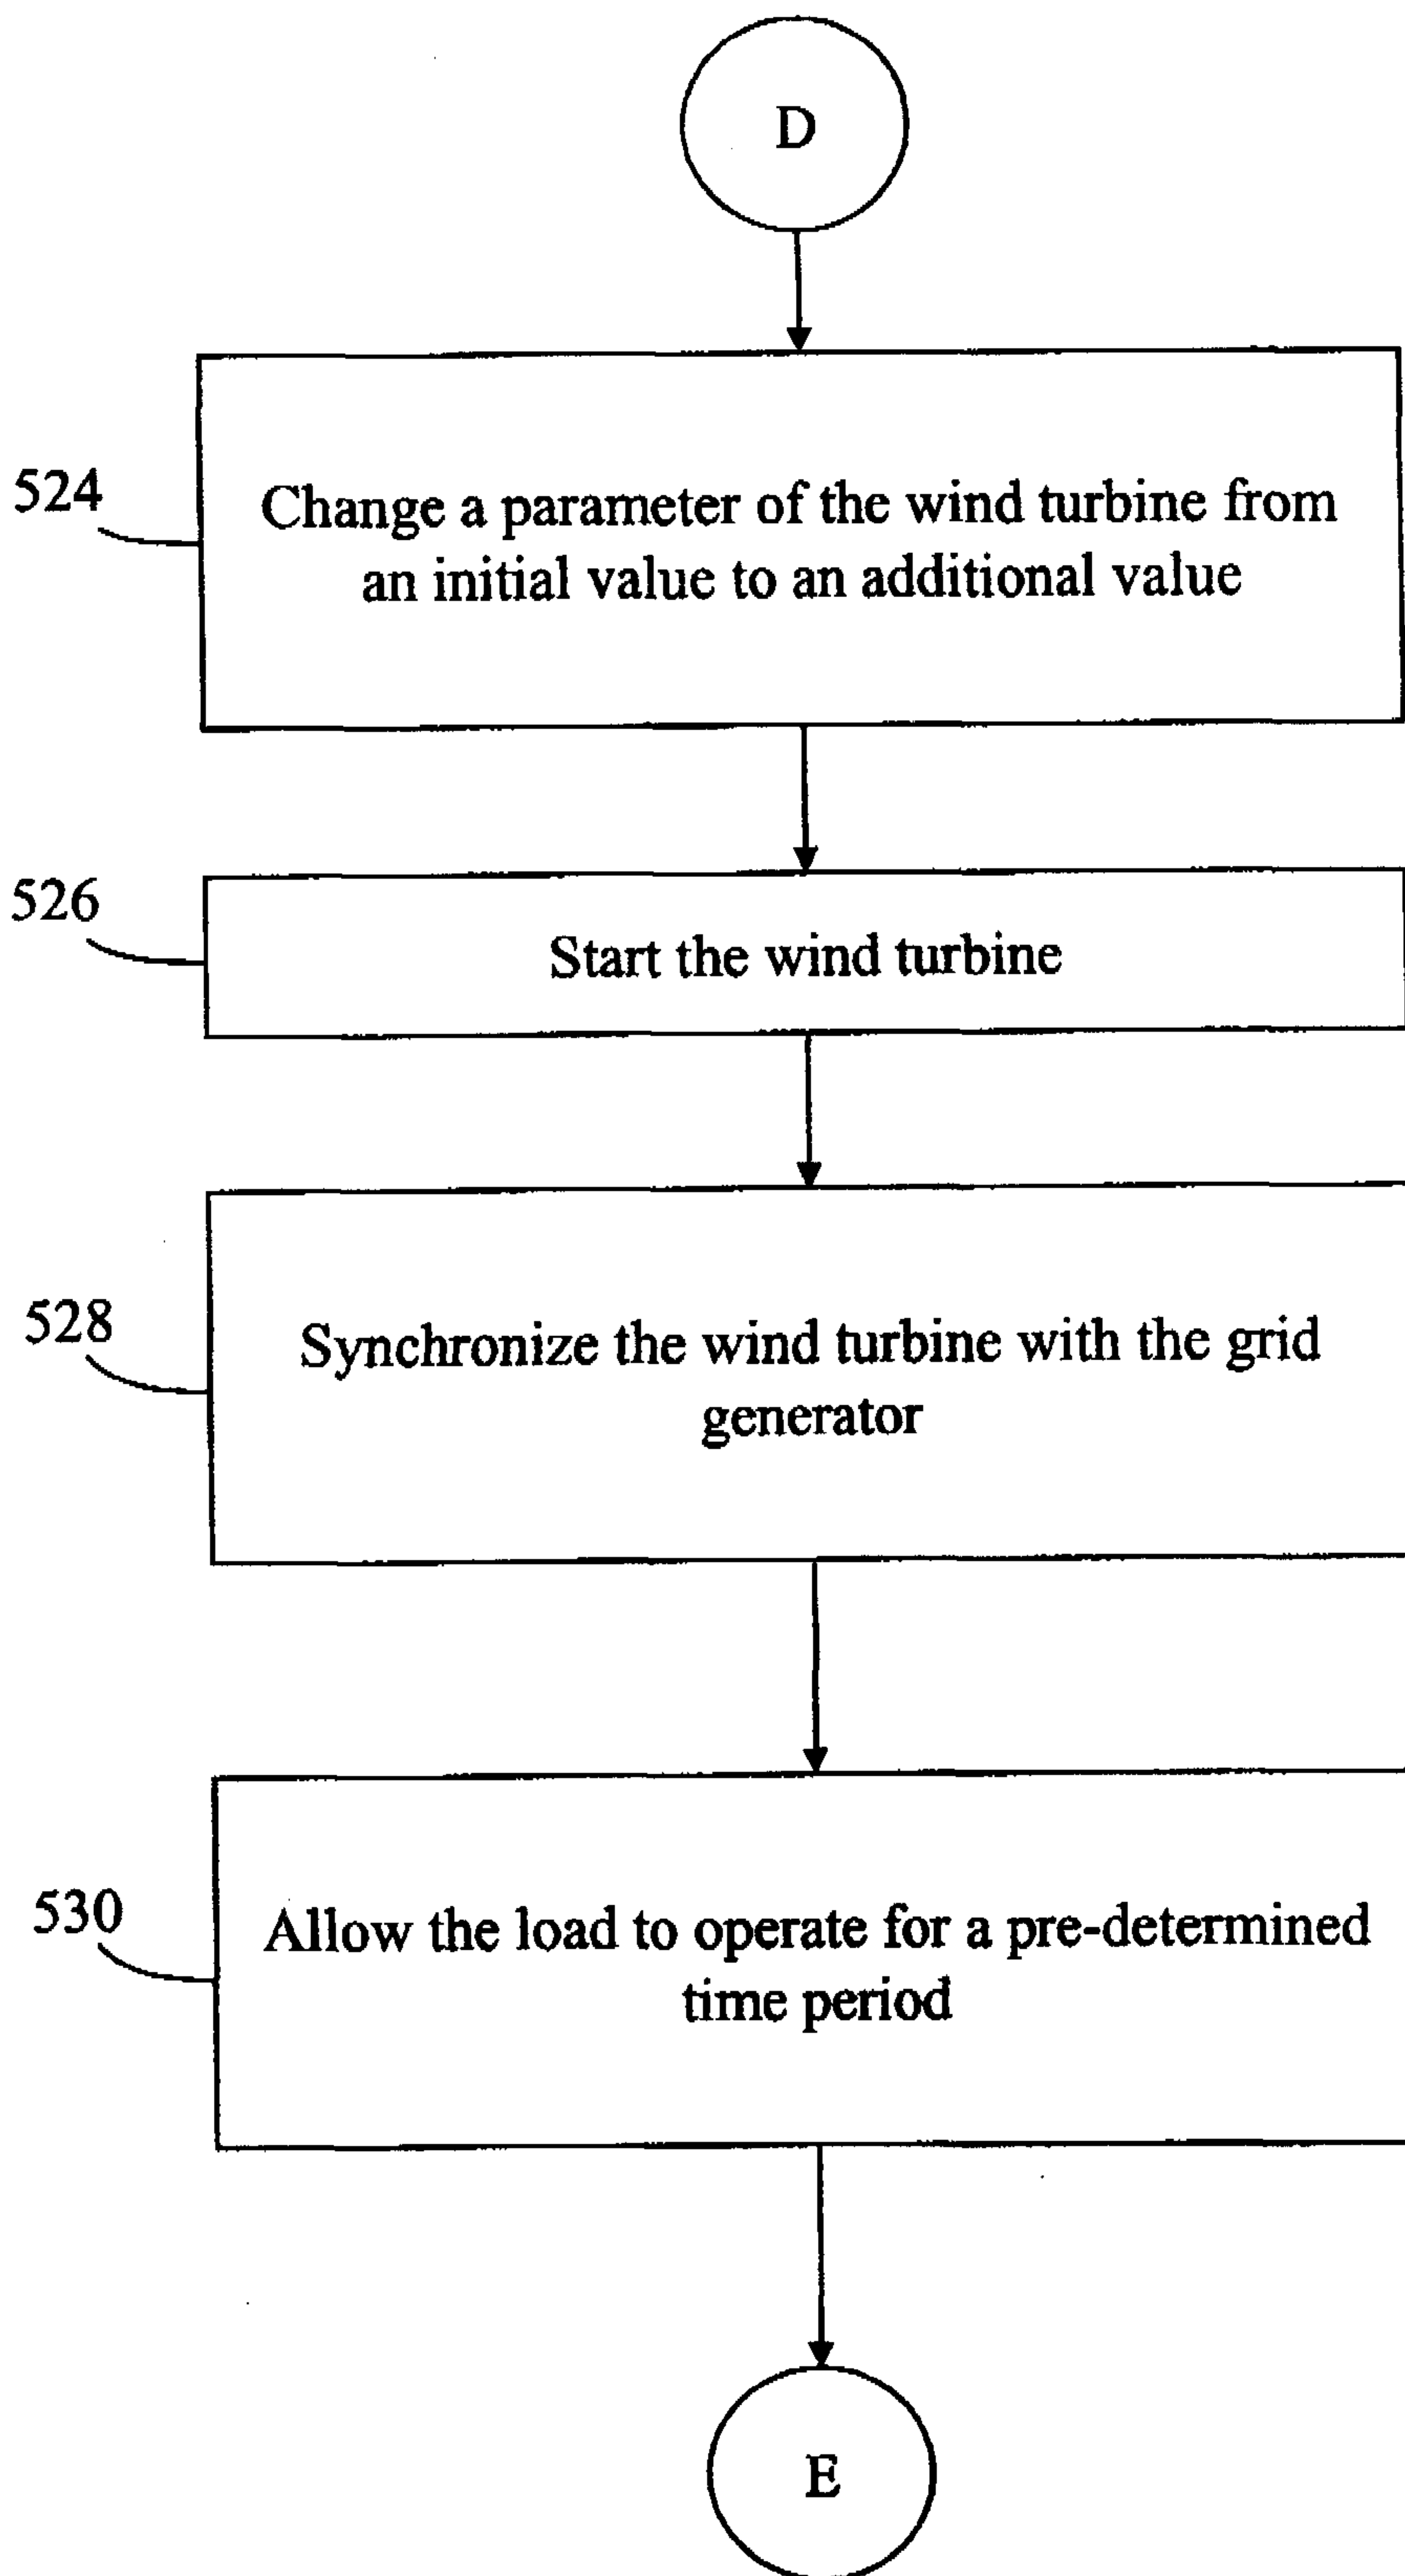 D
524
Change a parameter of the wind turbine from
an initial value to an additional value
526
Start the wind turbine
528
Synchronize the wind turbine with the grid
generator
530
Allow the load to operate for a pre-determined
time period
E